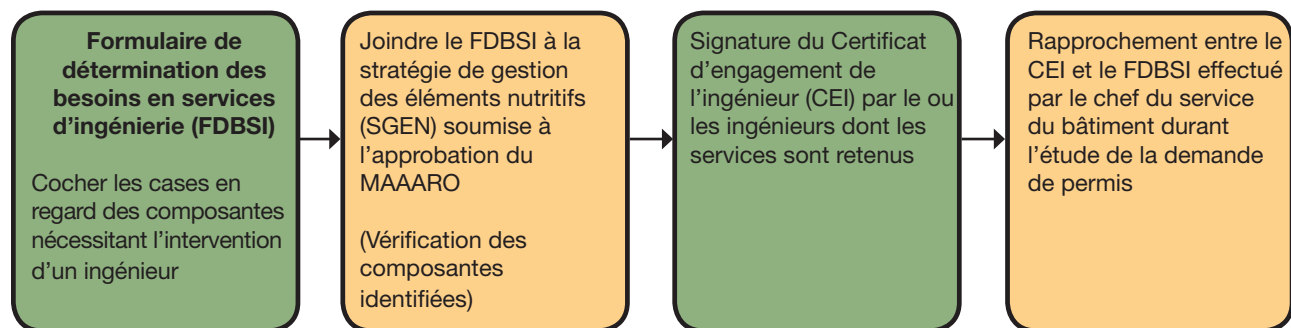 Formulaire de
détermination des
besoins en services
d'ingénierie (FDBSI)
Cocher les cases en
regard des composantes
nécessitant l'intervention
d'un ingénieur
Joindre le FDBSI à la
stratégie de gestion
des éléments nutritifs
(SGEN) soumise à
l'approbation du
MAAARO
(Vérification des
composantes
identifiées)
Signature du Certificat
d'engagement de
l'ingénieur (CEI) par le ou
les ingénieurs dont les
services sont retenus
Rapprochement entre le
CEI et le FDBSI effectué
par le chef du service
du bâtiment durant
l'étude de la demande
de permis